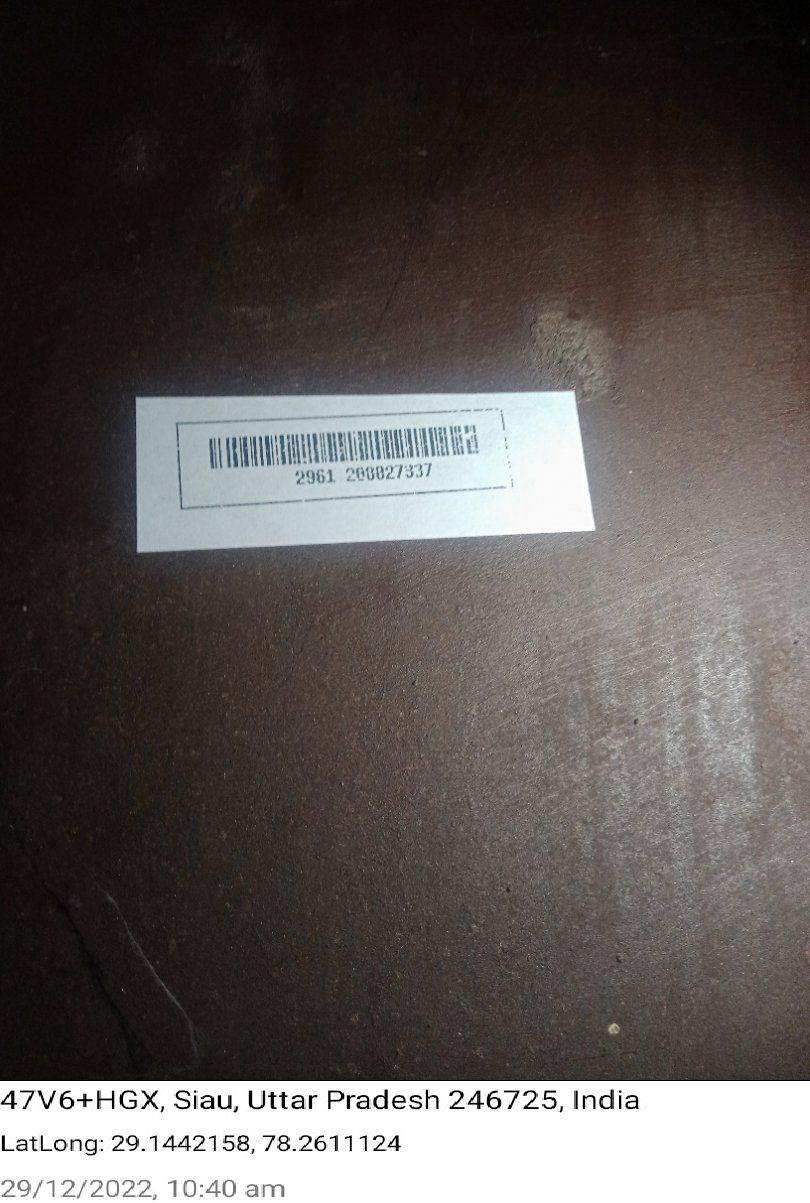 2961 200027337
47V6+HGX, Siau, Uttar Pradesh 246725, India
LatLong: 29.1442158, 78.2611124
29/12/2022, 10:40 am